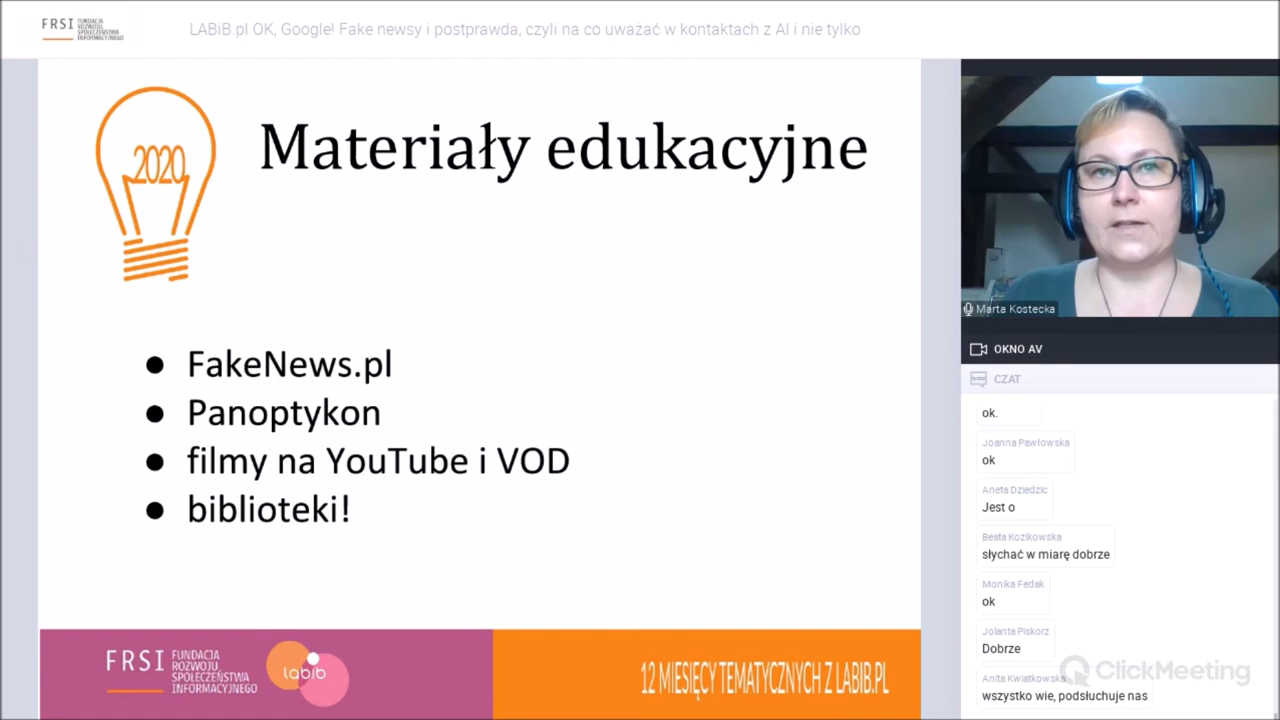 FRSI
FUNDACJA
ROZWOJU
SPOŁECZEŃSTWA
INFORMACYJNEGO
LABiB.pl OK, Google! Fake newsy i postprawda, czyli na co uważać w kontaktach z AI i nie tylko
2020
Materiały edukacyjne
● FakeNews.pl
● Panoptykon
● filmy na YouTube i VOD
● biblioteki!
FRSI
FUNDACJA
ROZWOJU
SPOŁECZEŃSTWA
INFORMACYJNEGO
labib
12 MIESIĘCY TEMATYCZNYCH Z LABIB.PL
Marta Kostecka
OKNO AV
CZAT
ok.
Joanna Pawłowska
ok
Aneta Dziedzic
Jest o
Beata Kozikowska
słychać w miarę dobrze
Monika Fedak
ok
Jolanta Piskorz
Dobrze
Anita Kwiatkowska
wszystko wie, podsłuchuje nas
ClickMeeting